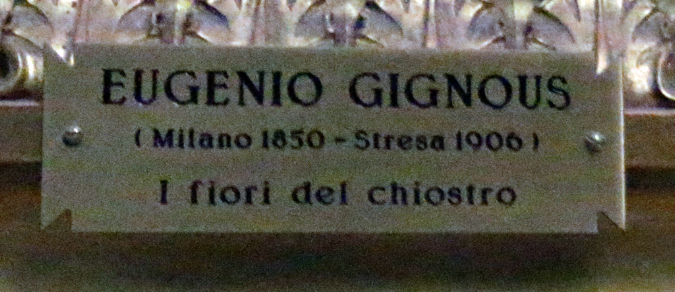 EUGENIO GIGNOUS
(Milano 1850 - Stresa 1906)
I fiori del chiostro